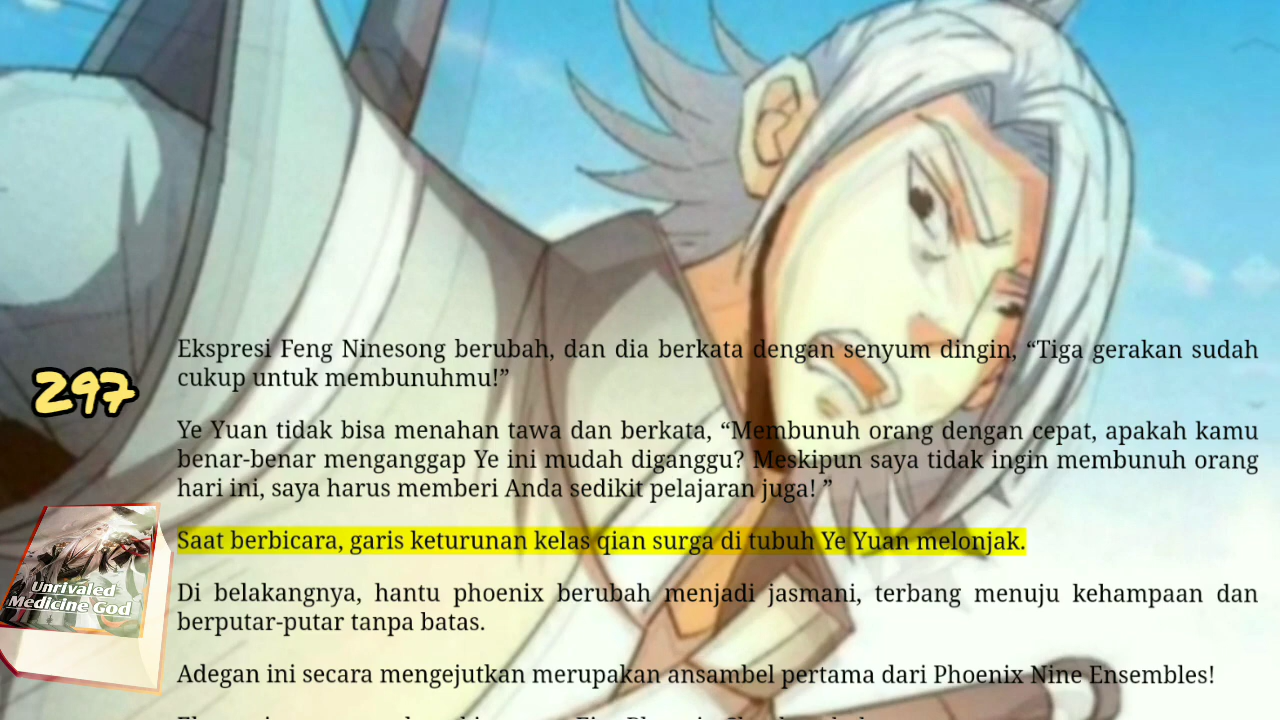 Ekspresi Feng Ninesong berubah, dan dia berkata dengan senyum dingin, “Tiga gerakan sudah
cukup untuk membunuhmu!”
297
Ye Yuan tidak bisa menahan tawa dan berkata, “Membunuh orang dengan cepat, apakah kamu
benar-benar menganggap Ye ini mudah diganggu? Meskipun saya tidak ingin membunuh orang
hari ini, saya harus memberi Anda sedikit pelajaran juga! ”
Saat berbicara, garis keturunan kelas qian surga di tubuh Ye Yuan melonjak.
Unrivaled
Medicine God
Di belakangnya, hantu phoenix berubah menjadi jasmani, terbang menuju kehampaan dan
berputar-putar tanpa batas.
Adegan ini secara mengejutkan merupakan ansambel pertama dari Phoenix Nine Ensembles!